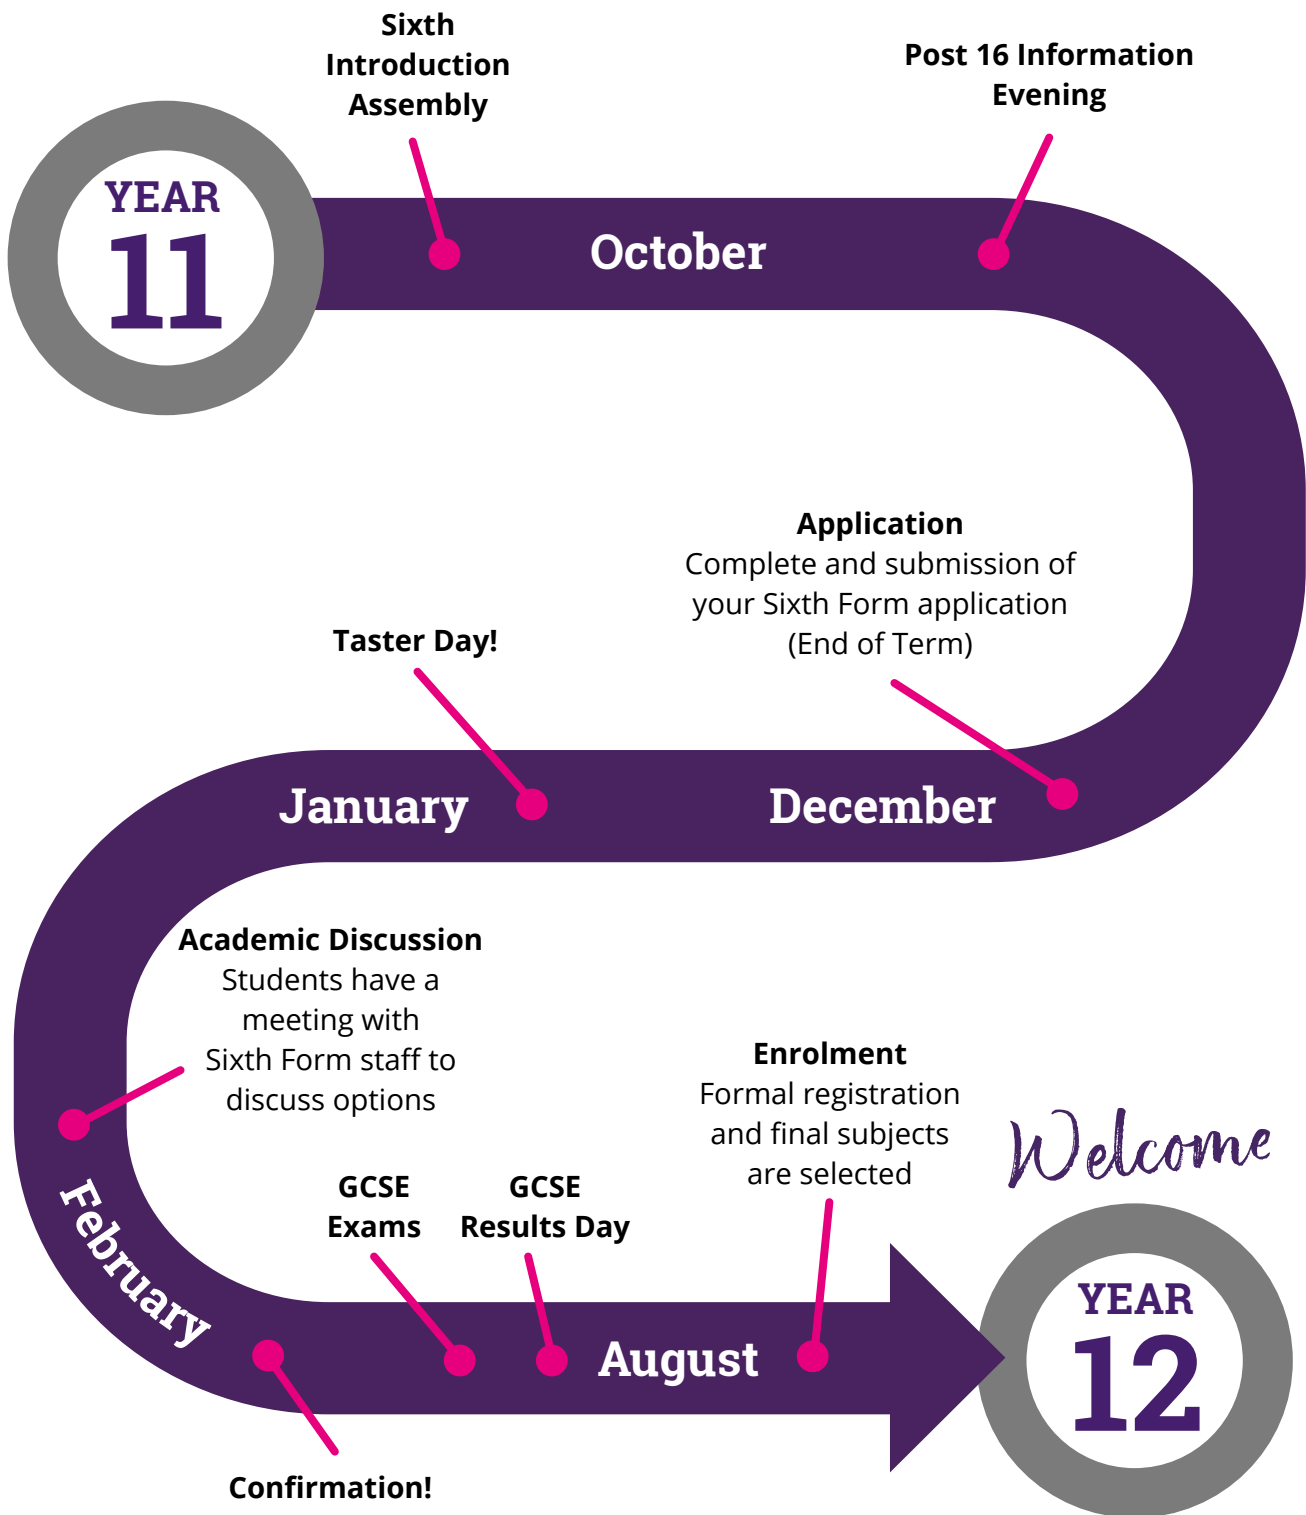 YEAR
11
Sixth
Introduction
Assembly
October
Post 16 Information
Evening
Application
Complete and submission of
your Sixth Form application
(End of Term)
December
Taster Day!
January
Academic Discussion
Students have a
meeting with
Sixth Form staff to
discuss options
February
Confirmation!
GCSE
Exams
GCSE
Results Day
August
Enrolment
Formal registration
and final subjects
are selected
Welcome
YEAR
12